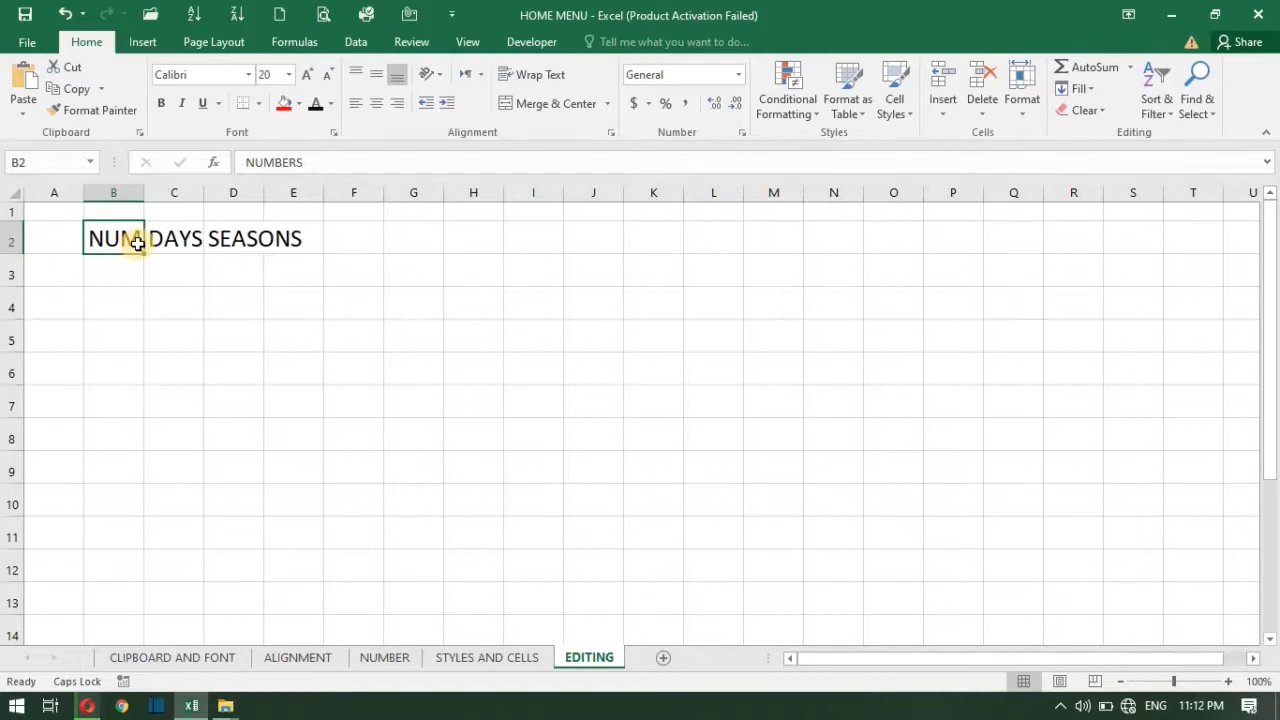 HOME MENU - Excel (Product Activation Failed)
File Home Insert Page Layout Formulas Data Review View Developer Tell me what you want to do... Share
Paste Cut Copy Format Painter Clipboard
Calibri 20 B I U A Font
Wrap Text Merge & Center Alignment
General $ % , Number
Conditional Formatting Format as Table Cell Styles Styles
Insert Delete Format Cells
AutoSum Fill Clear Sort & Filter Find & Select Editing
B2 fx NUMBERS
A B C D E F G H I J K L M N O P Q R S T U
1
2 NUM DAYS SEASONS
3
4
5
6
7
8
9
10
11
12
13
14
CLIPBOARD AND FONT ALIGNMENT NUMBER STYLES AND CELLS EDITING
Ready Caps Lock 100%
ENG 11:12 PM